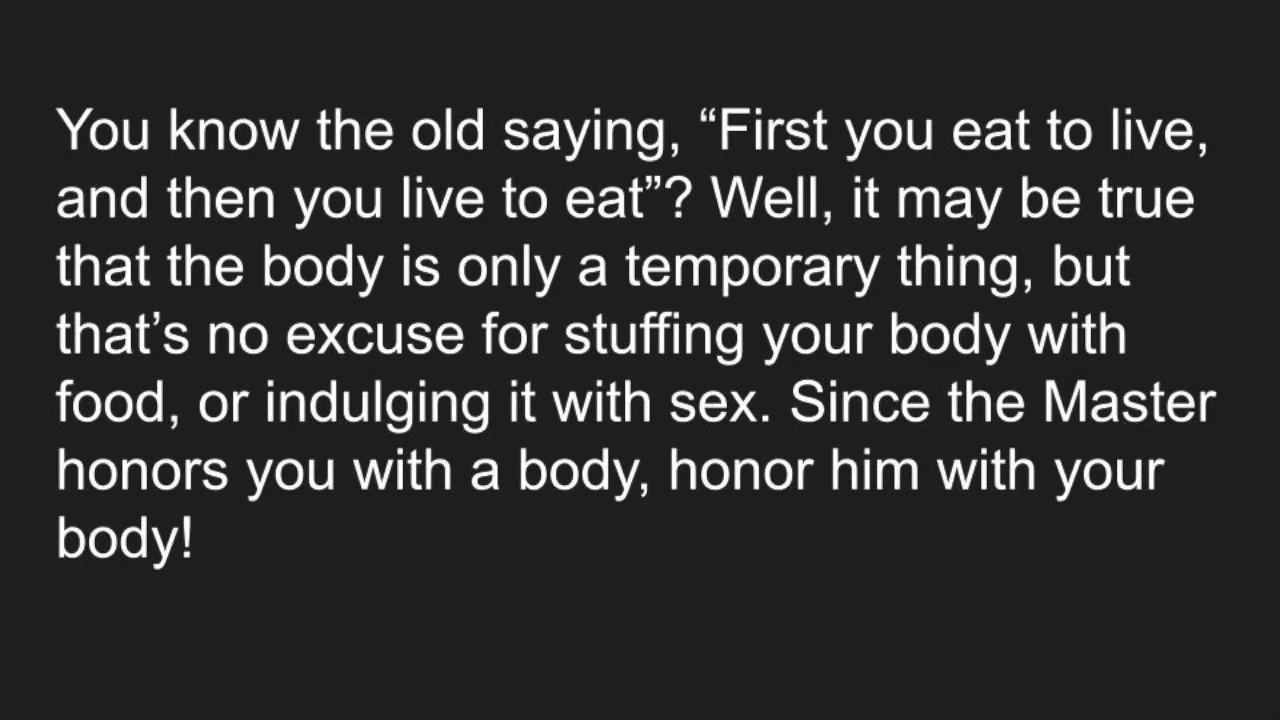 You know the old saying, “First you eat to live,
and then you live to eat”? Well, it may be true
that the body is only a temporary thing, but
that’s no excuse for stuffing your body with
food, or indulging it with sex. Since the Master
honors you with a body, honor him with your
body!